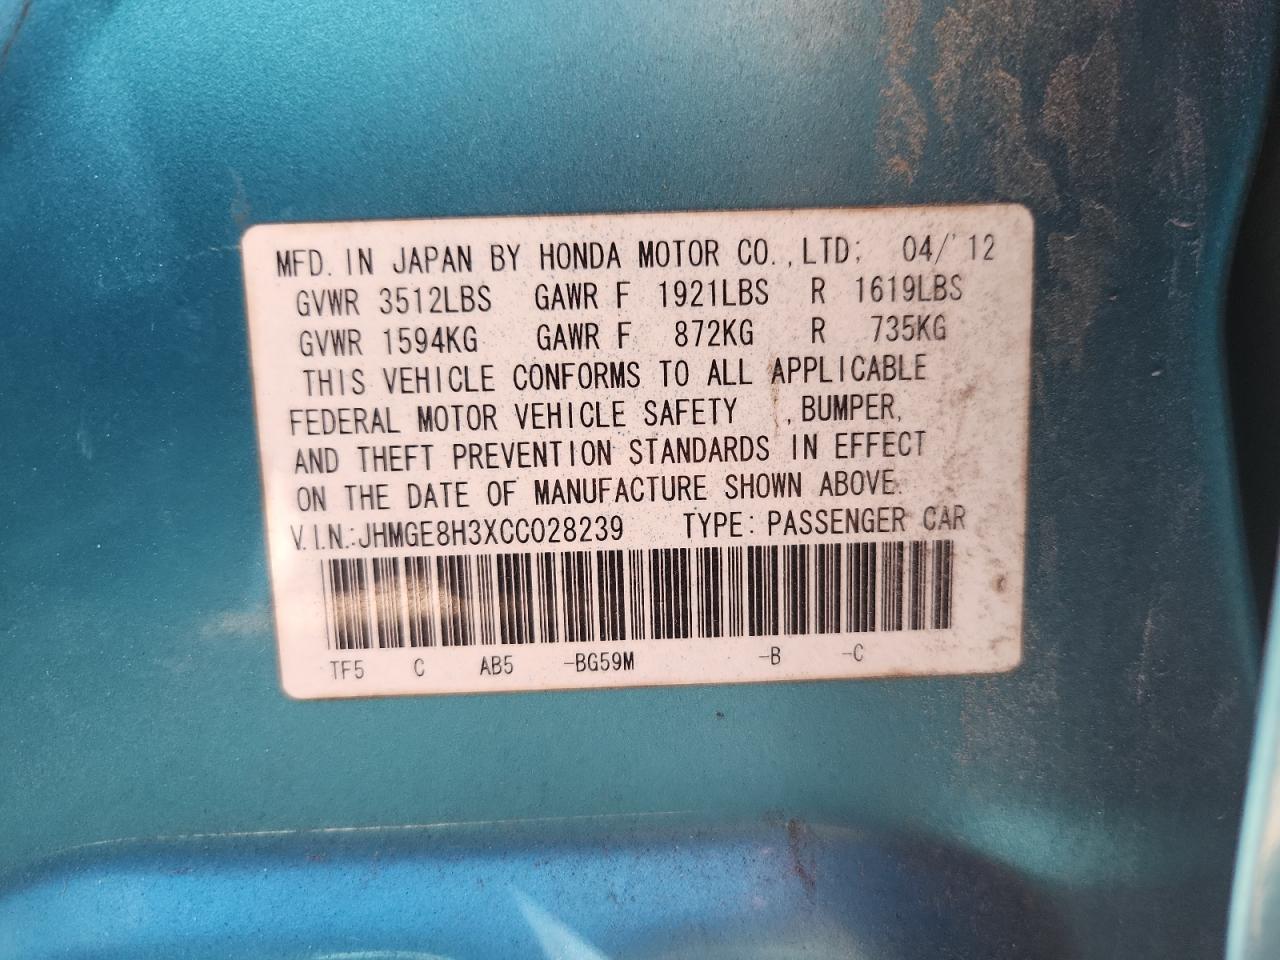 MFD. IN JAPAN BY HONDA MOTOR CO.,LTD; 04/'12
GVWR 3512LBS GAWR F 1921LBS R 1619LBS
GVWR 1594KG GAWR F 872KG R 735KG
THIS VEHICLE CONFORMS TO ALL APPLICABLE
FEDERAL MOTOR VEHICLE SAFETY ,BUMPER,
AND THEFT PREVENTION STANDARDS IN EFFECT
ON THE DATE OF MANUFACTURE SHOWN ABOVE.
V.I.N.:JHMGE8H3XCC028239 TYPE: PASSENGER CAR
TF5 C AB5 -BG59M -B -C